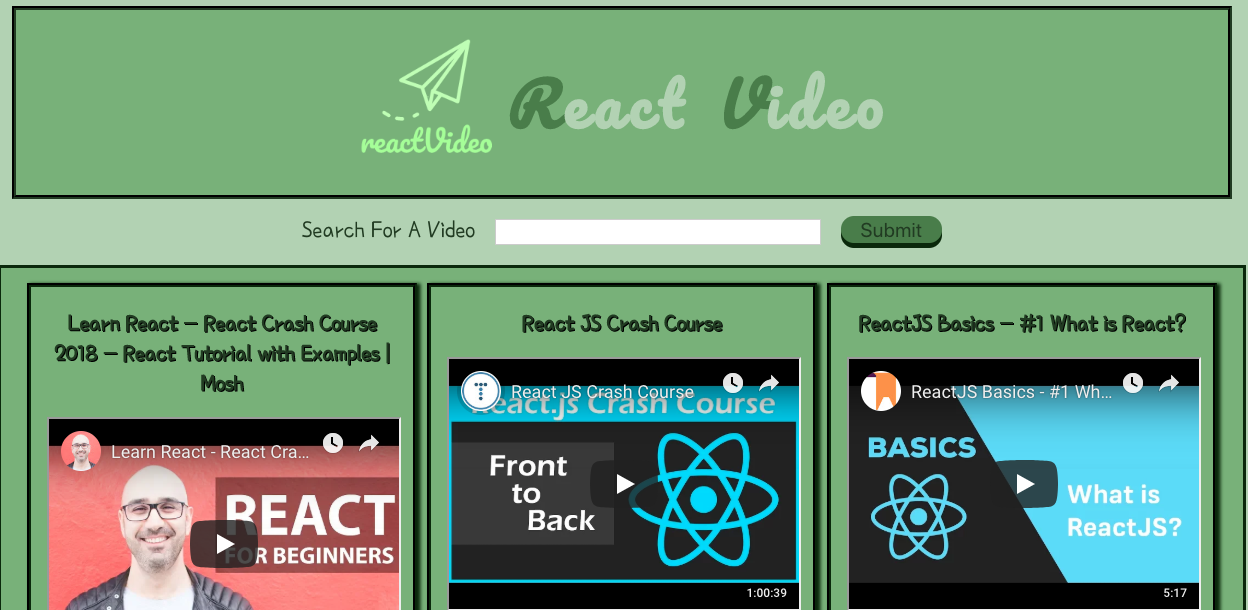 reactVideo
React Video
Search For A Video
Submit
Learn React – React Crash Course
2018 – React Tutorial with Examples |
Mosh
Learn React - React Cra...
REACT
FOR BEGINNERS
React JS Crash Course
React JS Crash Course
React.js Crash Course
Front
to
Back
1:00:39
ReactJS Basics – #1 What is React?
ReactJS Basics - #1 Wh...
BASICS
What is
ReactJS?
5:17